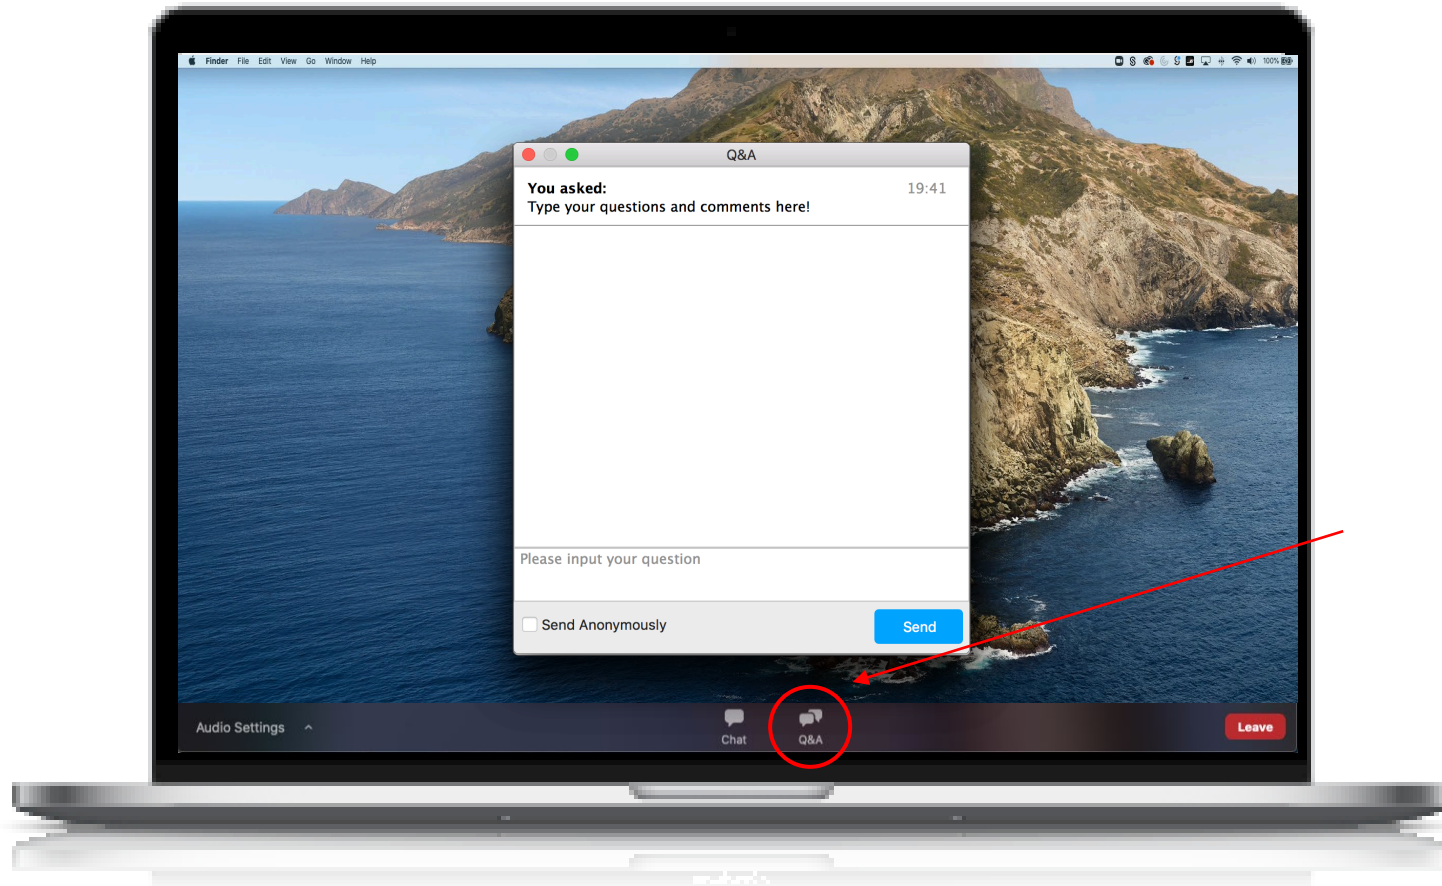 Finder File Edit View Go Window Help
100%
Q&A
You asked:
19:41
Type your questions and comments here!
Please input your question
Send Anonymously
Send
Audio Settings
Chat
Q&A
Leave